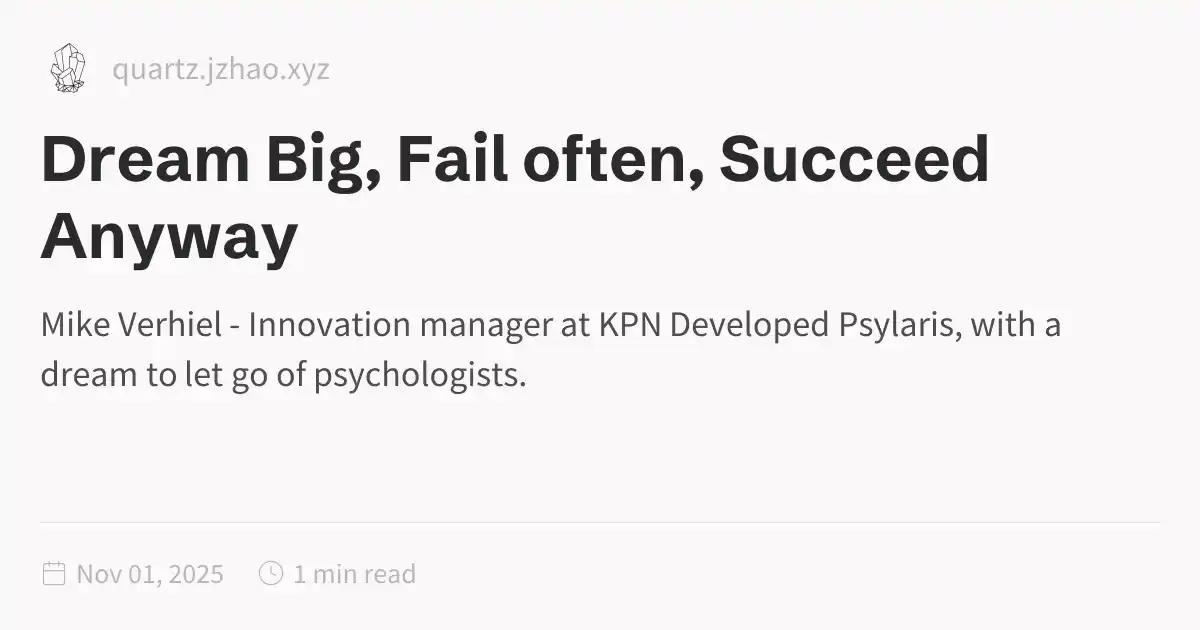 quartz.jzhao.xyz
Dream Big, Fail often, Succeed
Anyway
Mike Verhiel - Innovation manager at KPN Developed Psylaris, with a
dream to let go of psychologists.
Nov 01, 2025 1 min read